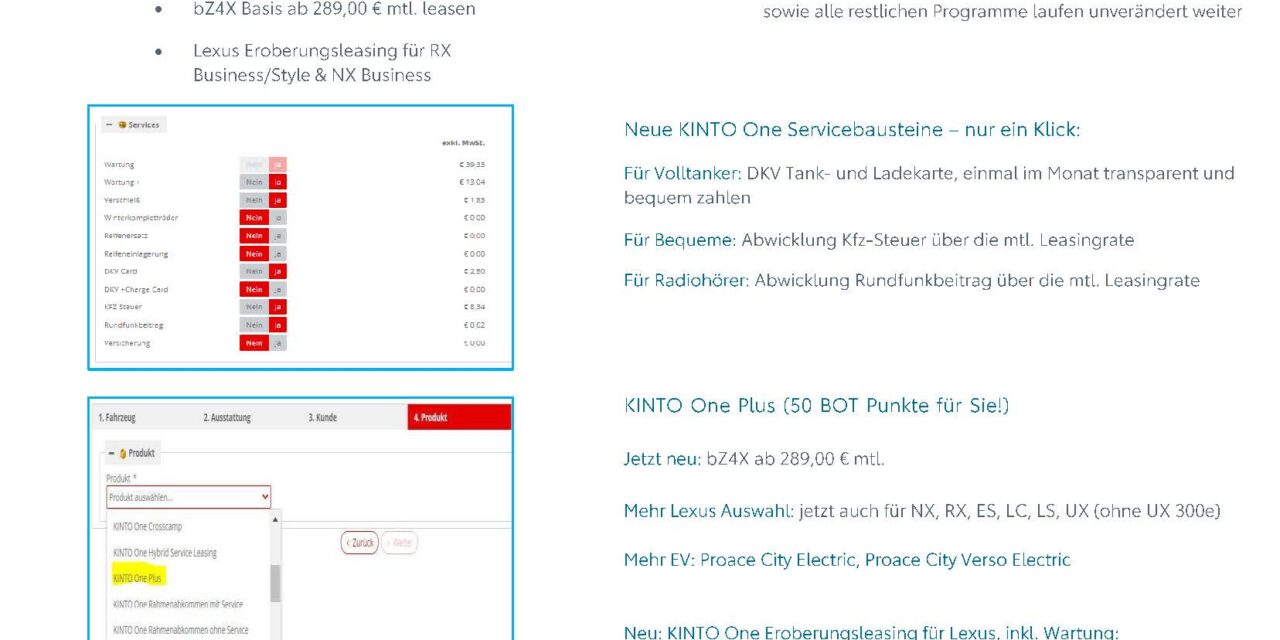 bZ4X Basis ab 289,00 € mtl. leasen
sowie alle restlichen Programme laufen unverändert weiter
Lexus Eroberungsleasing für RX
Business/Style & NX Business
Services
exkl. MwSt.
Wartung Nein Ja € 39,33
Wartung + Nein Ja € 13,04
Verschleiß Nein Ja € 1,83
Winterkompletträder Nein Ja € 0,00
Reifenersatz Nein Ja € 0,00
Reifeneinlagerung Nein Ja € 0,00
DKV Card Nein Ja € 2,50
DKV +Charge Card Nein Ja € 0,00
KFZ Steuer Nein Ja € 8,34
Rundfunkbeitrag Nein Ja
Versicherung Nein Ja € 0,00
Neue KINTO One Servicebausteine – nur ein Klick:
Für Volltanker: DKV Tank- und Ladekarte, einmal im Monat transparent und
bequem zahlen
Für Bequeme: Abwicklung Kfz-Steuer über die mtl. Leasingrate
Für Radiohörer: Abwicklung Rundfunkbeitrag über die mtl. Leasingrate
1. Fahrzeug 2. Ausstattung 3. Kunde 4. Produkt
Produkt
Produkt *
Produkt auswählen...
KINTO One Crosscamp
KINTO One Hybrid Service Leasing
KINTO One Plus
KINTO One Rahmenabkommen mit Service
KINTO One Rahmenabkommen ohne Service
‹ Zurück › Weiter
KINTO One Plus (50 BOT Punkte für Sie!)
Jetzt neu: bZ4X ab 289,00 € mtl.
Mehr Lexus Auswahl: jetzt auch für NX, RX, ES, LC, LS, UX (ohne UX 300e)
Mehr EV: Proace City Electric, Proace City Verso Electric
Neu: KINTO One Eroberungsleasing für Lexus, inkl. Wartung: